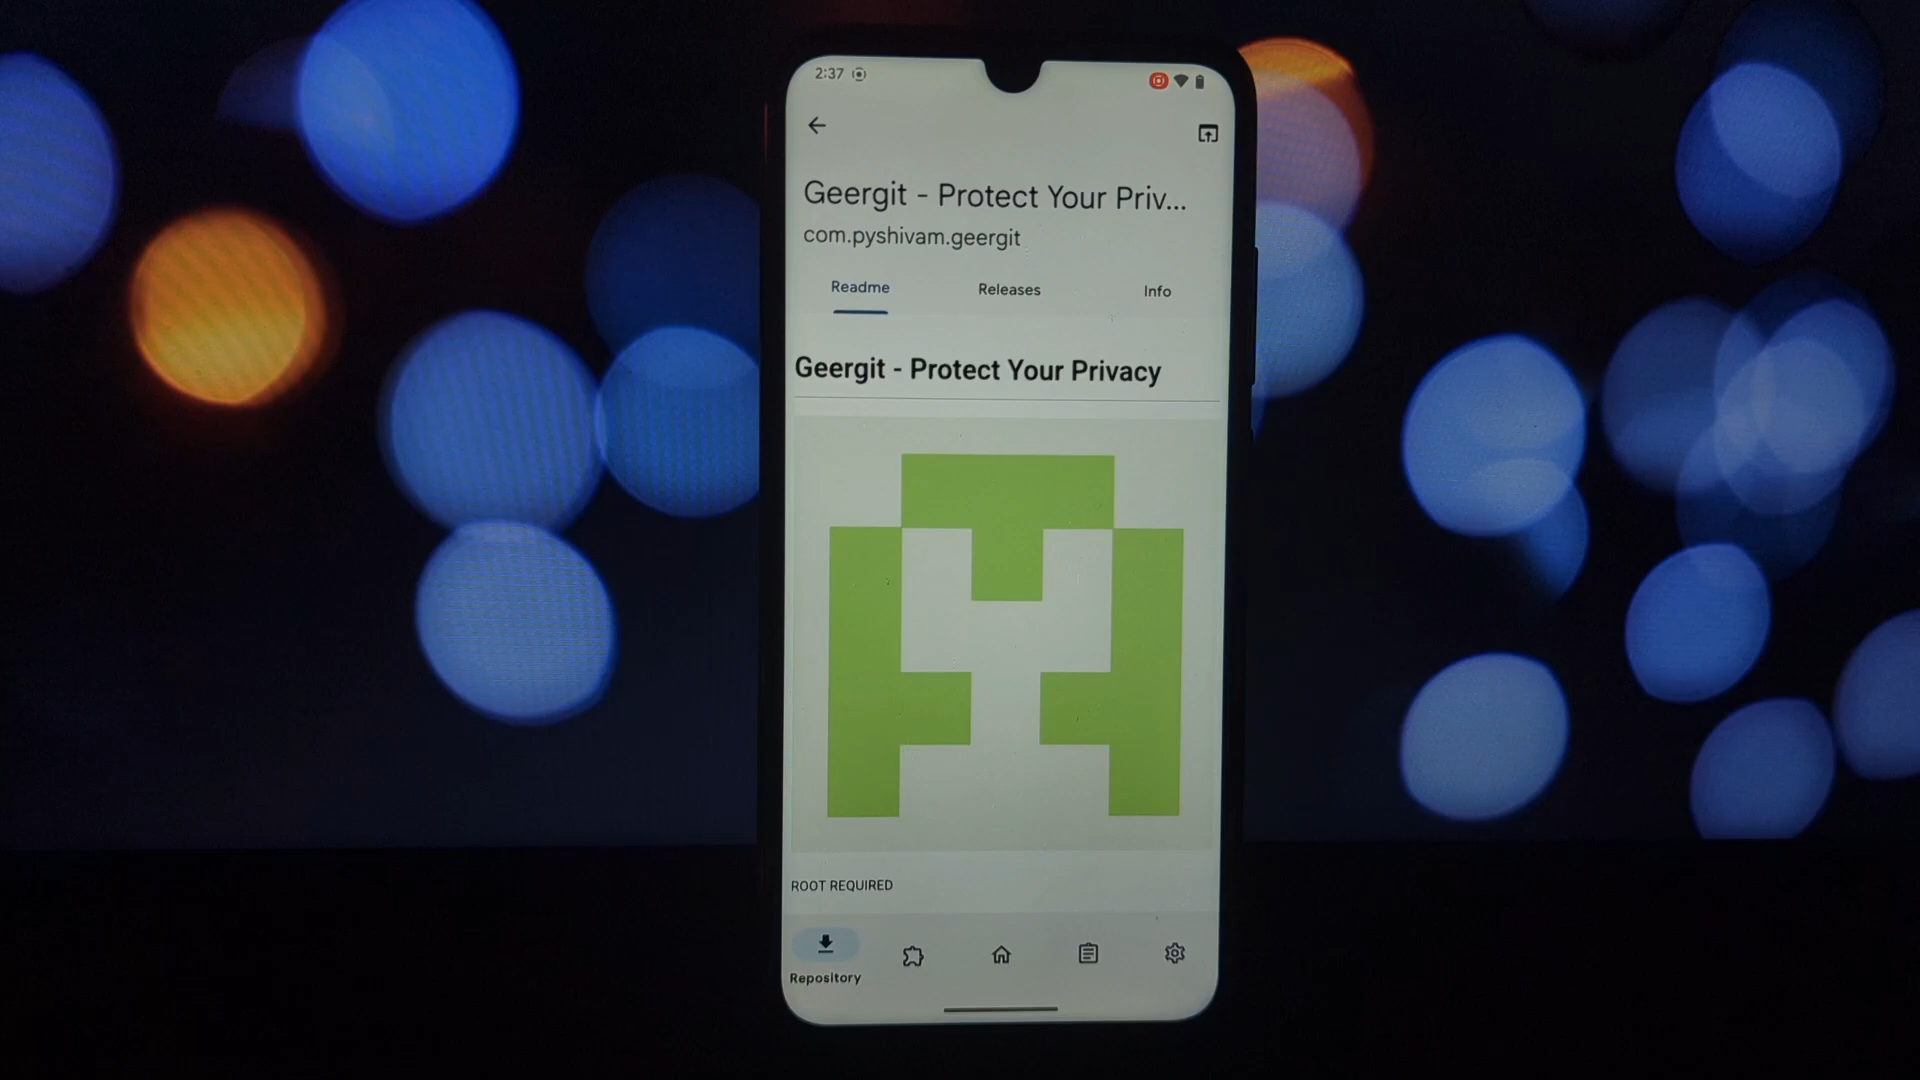 2:37
Geergit - Protect Your Priv...
com.pyshivam.geergit
Readme
Releases
Info
Geergit - Protect Your Privacy
ROOT REQUIRED
Repository